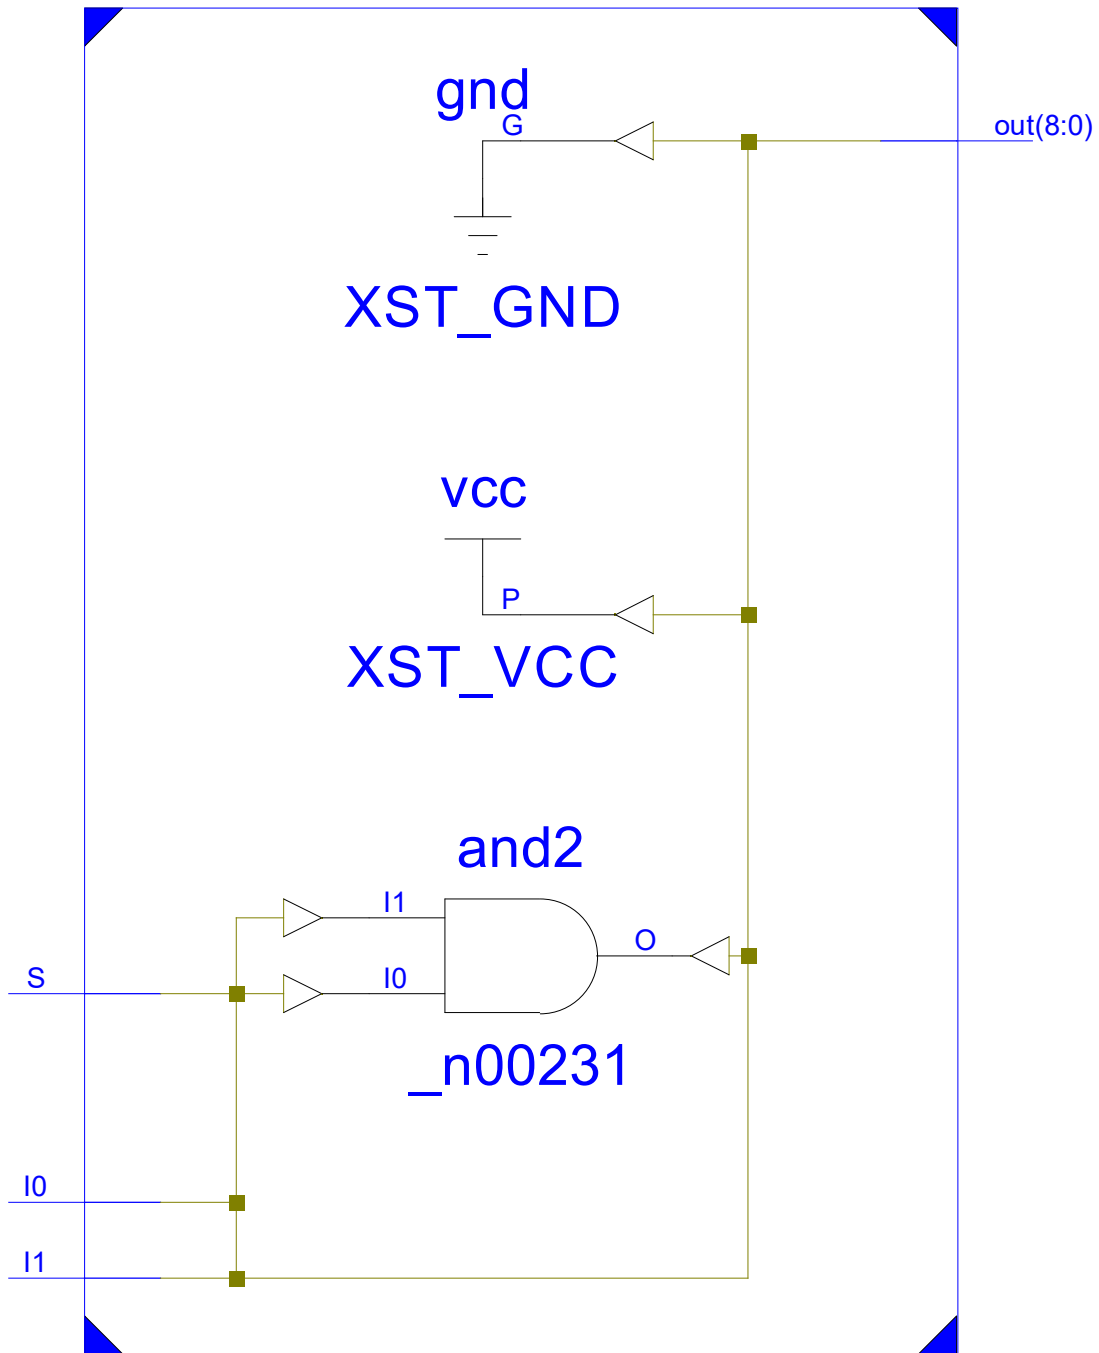 gnd
G
out(8:0)
XST_GND
vcc
P
XST_VCC
and2
I1
O
S
I0
_n00231
I0
I1